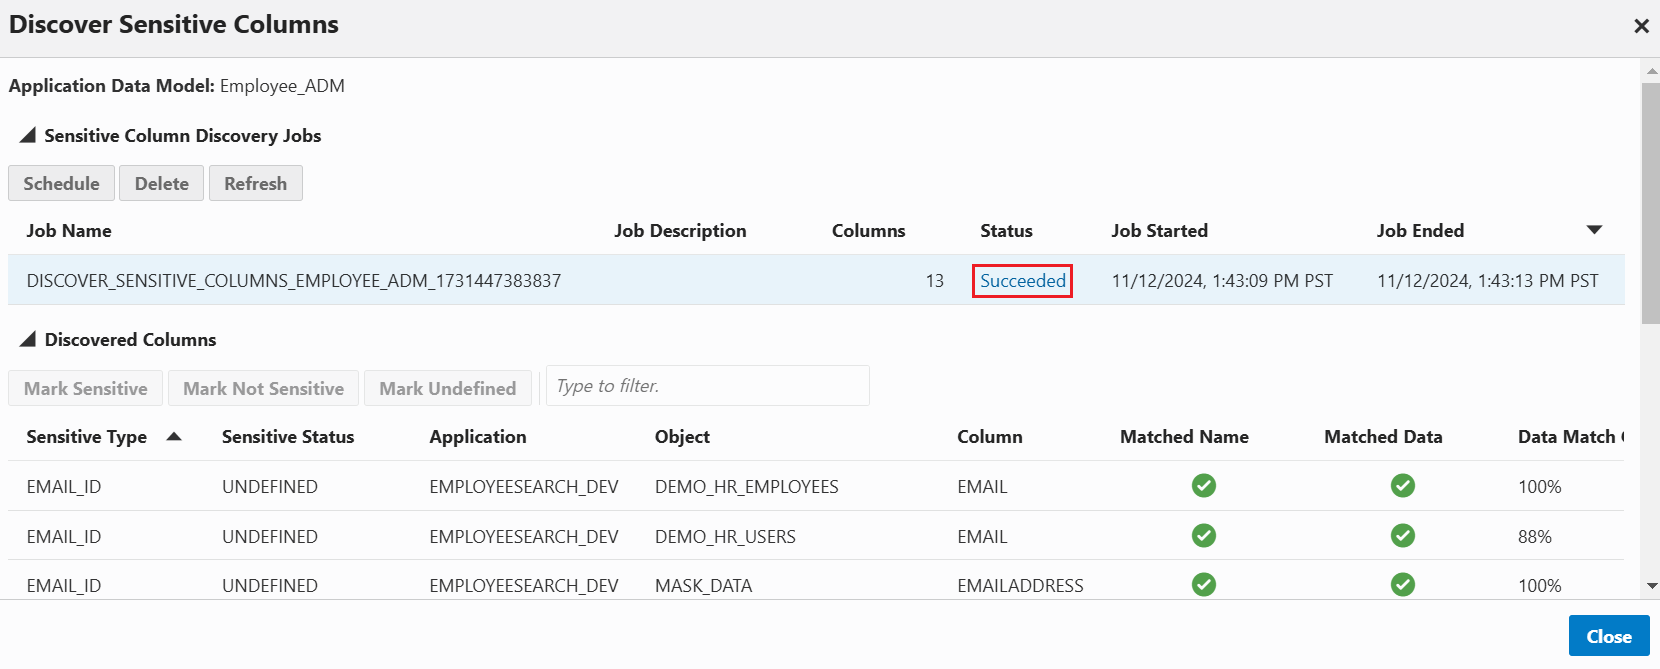 Discover Sensitive Columns
Application Data Model: Employee_ADM
Sensitive Column Discovery Jobs
Schedule Delete Refresh
Job Name Job Description Columns Status Job Started Job Ended
DISCOVER_SENSITIVE_COLUMNS_EMPLOYEE_ADM_1731447383837 13 Succeeded 11/12/2024, 1:43:09 PM PST 11/12/2024, 1:43:13 PM PST
Discovered Columns
Mark Sensitive Mark Not Sensitive Mark Undefined Type to filter.
Sensitive Type Sensitive Status Application Object Column Matched Name Matched Data Data Match
EMAIL_ID UNDEFINED EMPLOYEESEARCH_DEV DEMO_HR_EMPLOYEES EMAIL 100%
EMAIL_ID UNDEFINED EMPLOYEESEARCH_DEV DEMO_HR_USERS EMAIL 88%
EMAIL_ID UNDEFINED EMPLOYEESEARCH_DEV MASK_DATA EMAILADDRESS 100%
Close